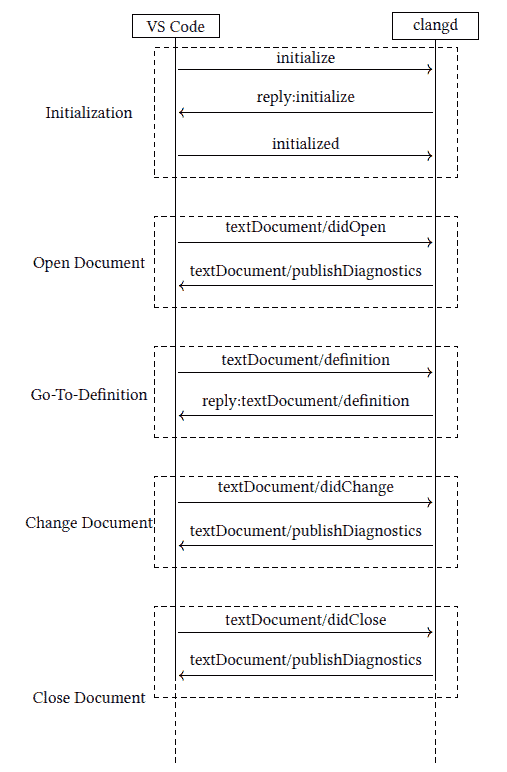 VS Code
clangd
initialize
reply:initialize
Initialization
initialized
textDocument/didOpen
Open Document
textDocument/publishDiagnostics
textDocument/definition
Go-To-Definition
reply:textDocument/definition
textDocument/didChange
Change Document
textDocument/publishDiagnostics
textDocument/didClose
textDocument/publishDiagnostics
Close Document